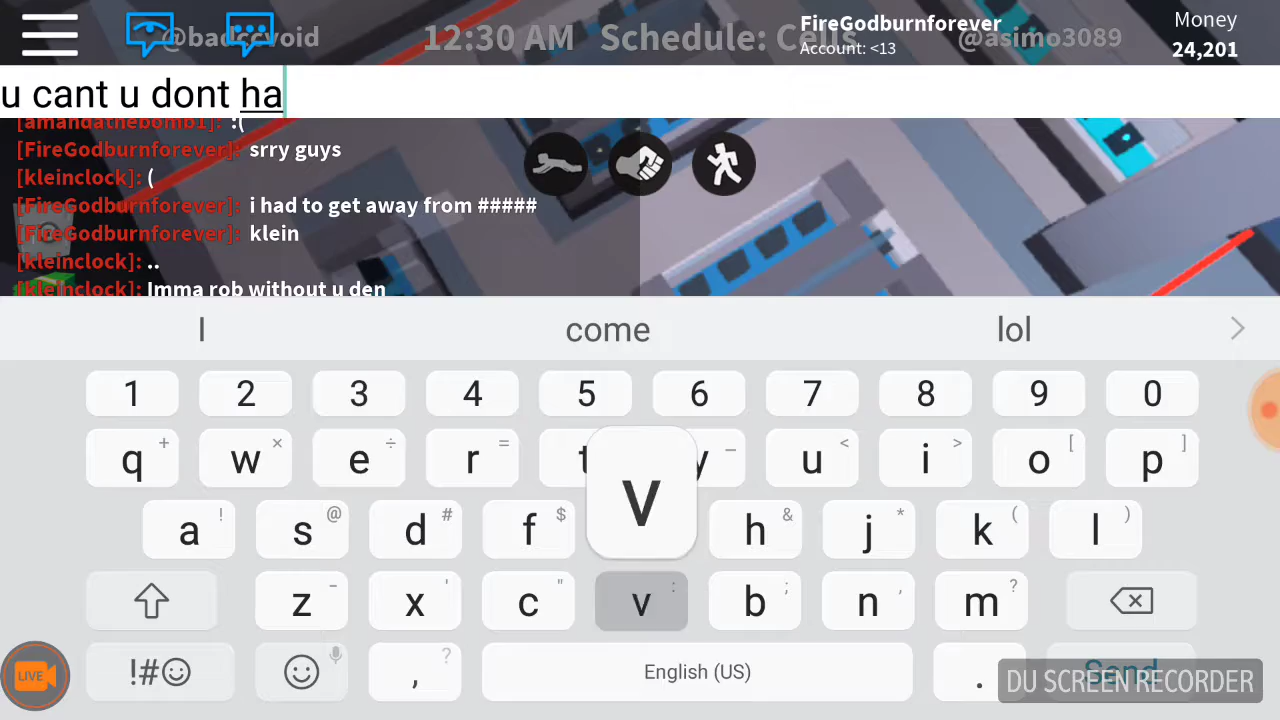 @badccvoid
12:30 AM
Schedule: Cells
@asimo3089
FireGodburnforever
Account: <13
Money
24,201
u cant u dont ha
[amandathebomb1]: :(
[FireGodburnforever]: srry guys
[kleinclock]: (
[FireGodburnforever]: i had to get away from #####
[FireGodburnforever]: klein
[kleinclock]: ..
[kleinclock]: Imma rob without u den
I come lol
1 2 3 4 5 6 7 8 9 0
q + w × e ÷ r = t y – u < i > o [ p ]
v
a ! s @ d # f $ h & j * k ( l )
z - x ' c " v : b ; n , m ?
!#☺ , ? English (US) . Send
LIVE
DU SCREEN RECORDER